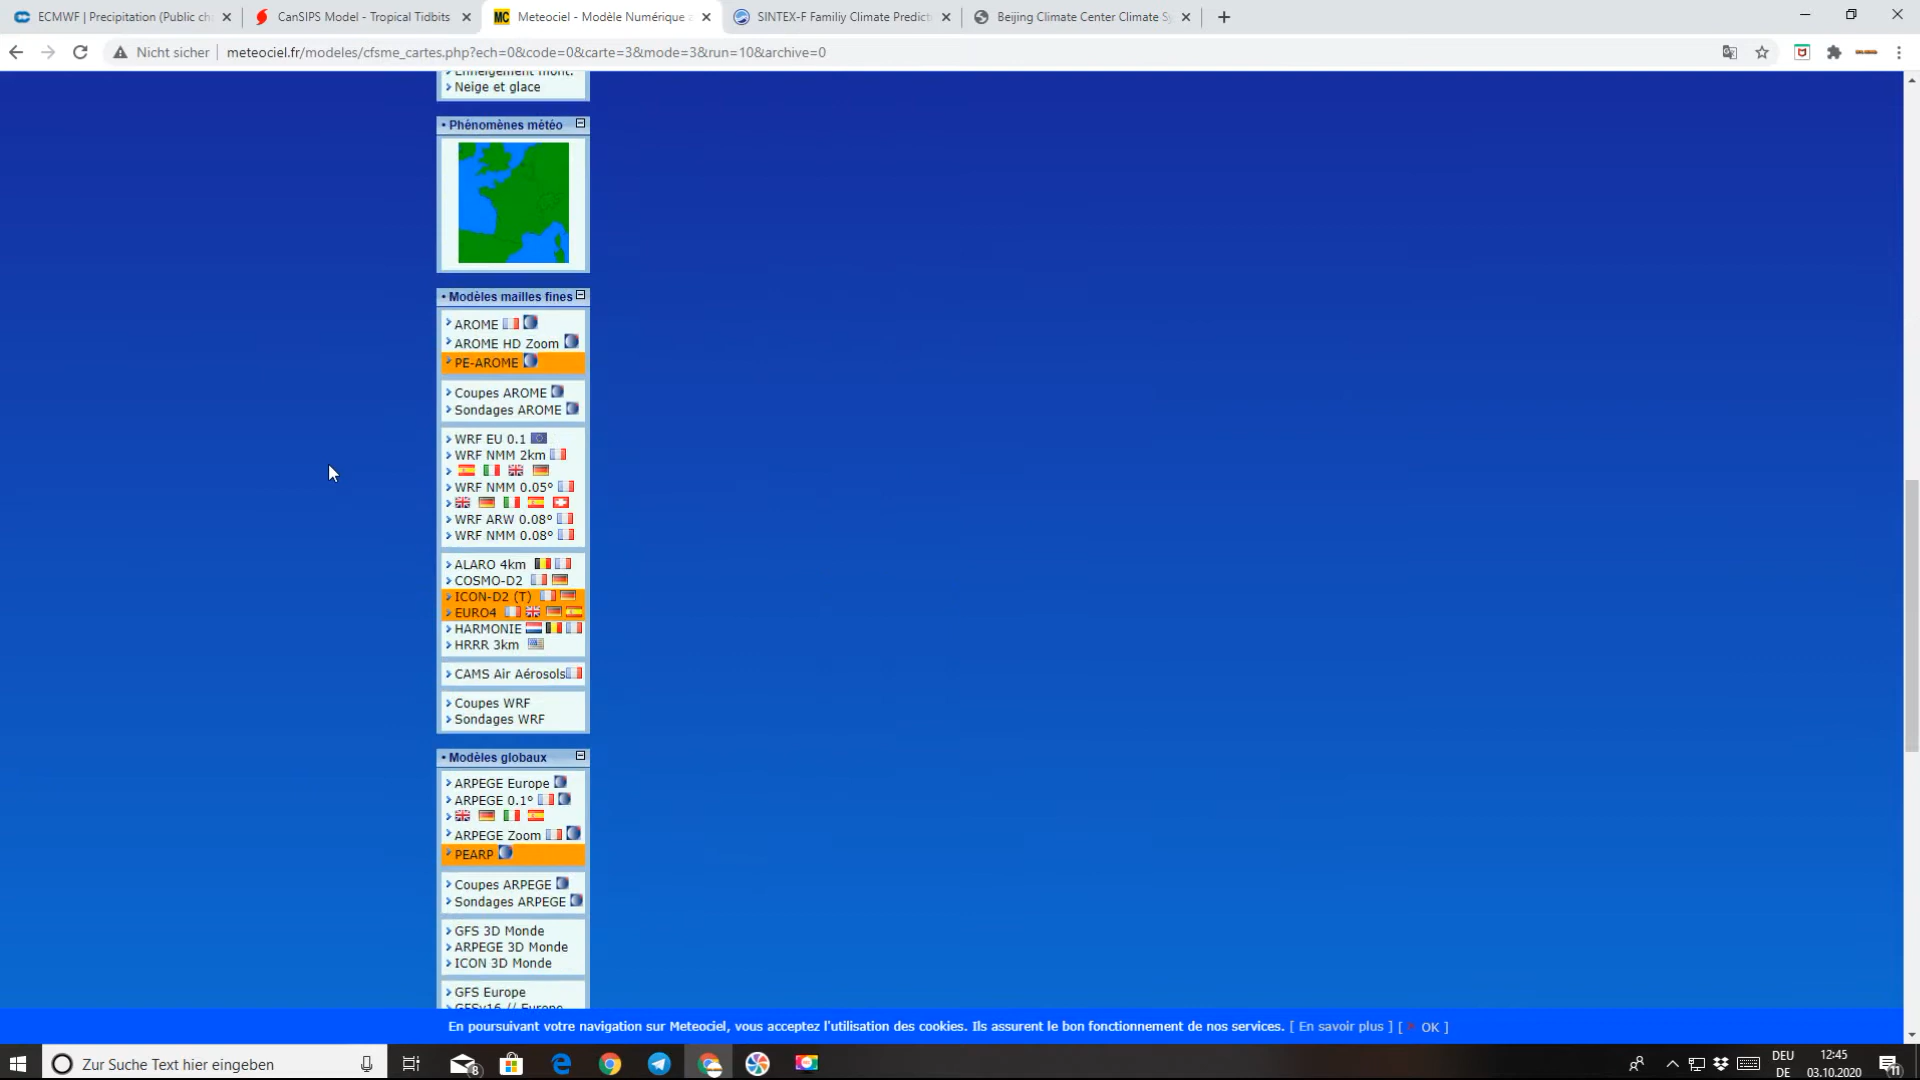 ECMWF | Precipitation (Public ch
CanSIPS Model - Tropical Tidbits
MC Meteociel - Modèle Numérique
SINTEX-F Familiy Climate Predict
Beijing Climate Center Climate S
Nicht sicher
meteociel.fr/modeles/cfsme_cartes.php?ech=0&code=0&carte=3&mode=3&run=10&archive=0
Enneigement mont.
Neige et glace
• Phénomènes météo
• Modèles mailles fines
AROME
AROME HD Zoom
PE-AROME
Coupes AROME
Sondages AROME
WRF EU 0.1
WRF NMM 2km
WRF NMM 0.05°
WRF ARW 0.08°
WRF NMM 0.08°
ALARO 4km
COSMO-D2
ICON-D2 (T)
EURO4
HARMONIE
HRRR 3km
CAMS Air Aérosols
Coupes WRF
Sondages WRF
• Modèles globaux
ARPEGE Europe
ARPEGE 0.1°
ARPEGE Zoom
PEARP
Coupes ARPEGE
Sondages ARPEGE
GFS 3D Monde
ARPEGE 3D Monde
ICON 3D Monde
GFS Europe
GFSv16 // Europe
En poursuivant votre navigation sur Meteociel, vous acceptez l'utilisation des cookies. Ils assurent le bon fonctionnement de nos services. [ En savoir plus ] [ OK ]
Zur Suche Text hier eingeben
8
DEU
DE
12:45
03.10.2020
11